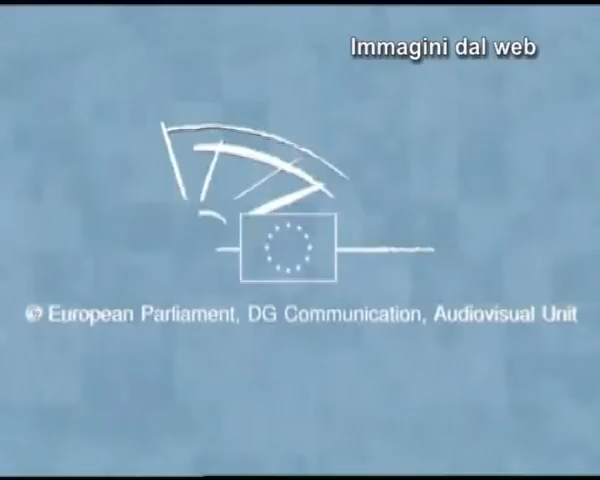 Immagini dal web
© European Parliament, DG Communication, Audiovisual Unit